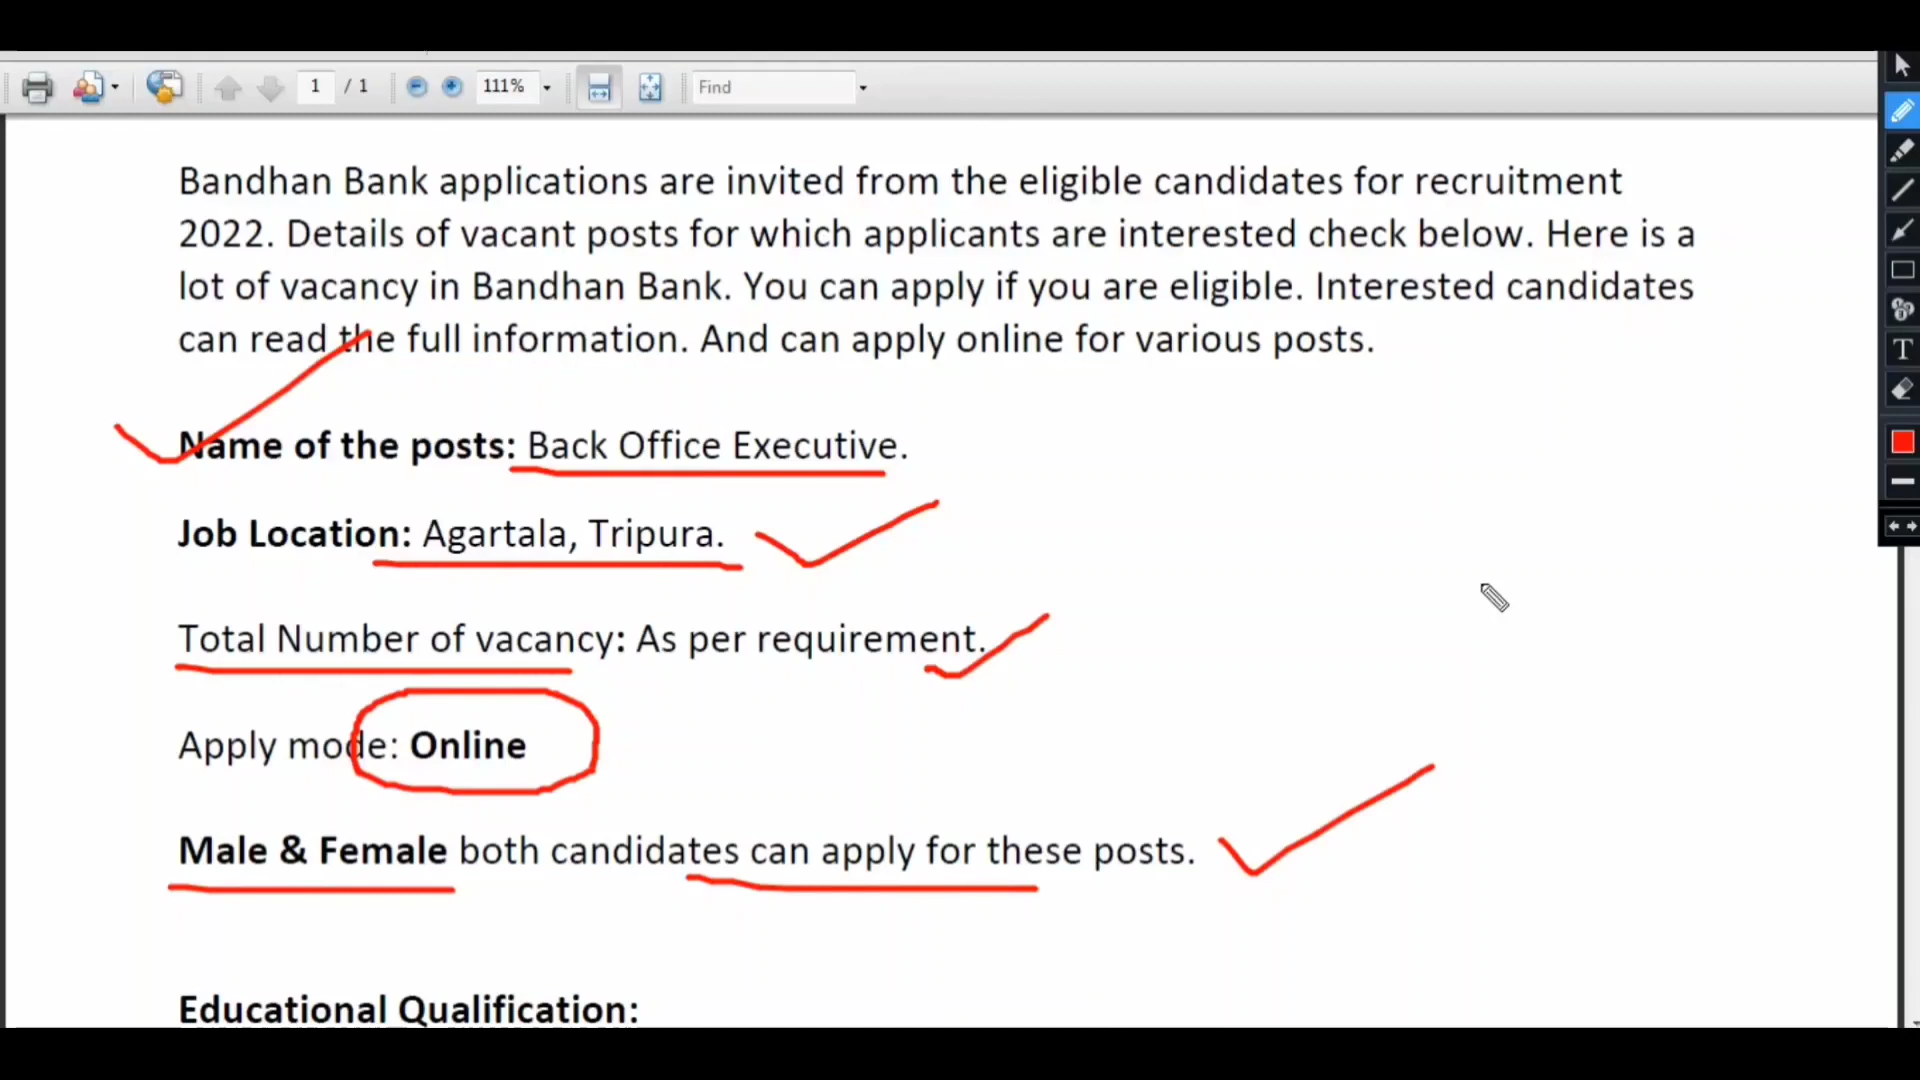 1 / 1 111% Find
Bandhan Bank applications are invited from the eligible candidates for recruitment
2022. Details of vacant posts for which applicants are interested check below. Here is a
lot of vacancy in Bandhan Bank. You can apply if you are eligible. Interested candidates
can read the full information. And can apply online for various posts.
Name of the posts: Back Office Executive.
Job Location: Agartala, Tripura.
Total Number of vacancy: As per requirement.
Apply mode: Online
Male & Female both candidates can apply for these posts.
Educational Qualification:
T